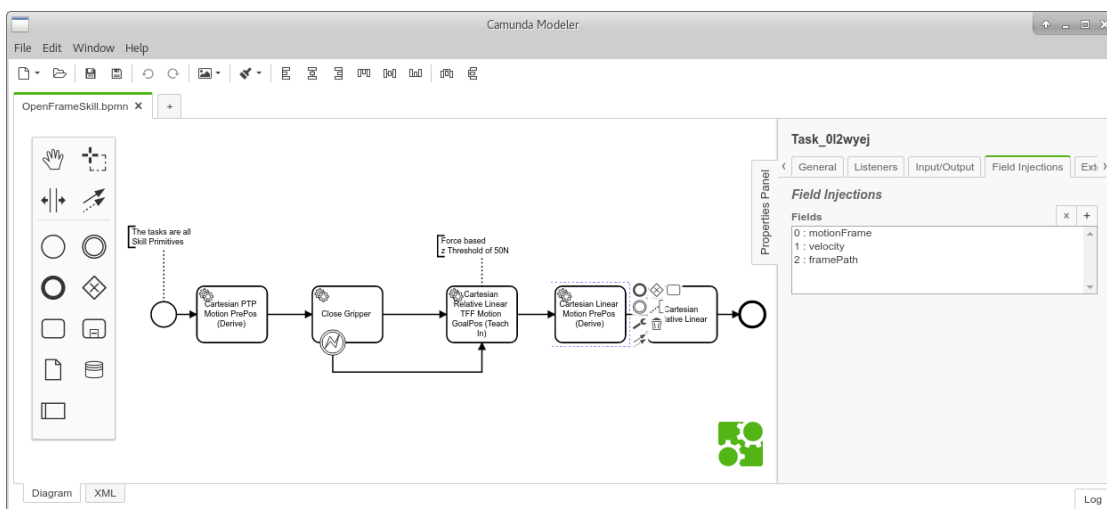 Camunda Modeler
File Edit Window Help
OpenFrameSkill.bpmn ✕ +
Task_0l2wyej
General Listeners Input/Output Field Injections
Field Injections
Fields
0 : motionFrame
1 : velocity
2 : framePath
Properties Panel
The tasks are all
Skill Primitives
Force based
z Threshold of 50N
Cartesian PTP
Motion PrePos
(Derive)
Close Gripper
Cartesian
Relative Linear
TFF Motion
GoalPos (Teach
In)
Cartesian Linear
Motion PrePos
(Derive)
Cartesian
lative Linear
Diagram XML
Log